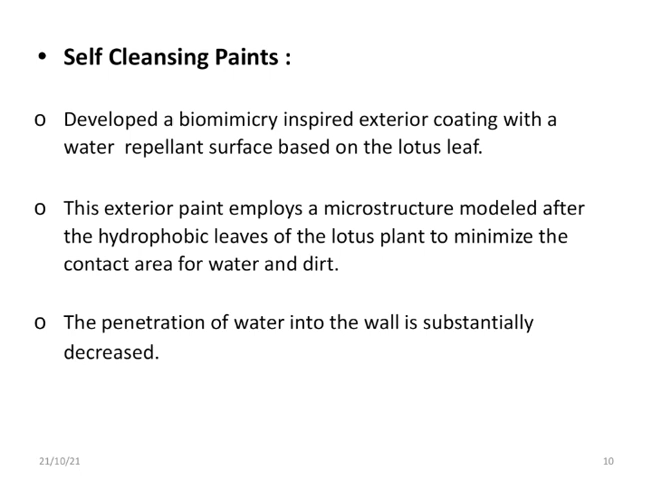 • Self Cleansing Paints :
o Developed a biomimicry inspired exterior coating with a
water  repellant surface based on the lotus leaf.
o This exterior paint employs a microstructure modeled after
the hydrophobic leaves of the lotus plant to minimize the
contact area for water and dirt.
o The penetration of water into the wall is substantially
decreased.
21/10/21
10